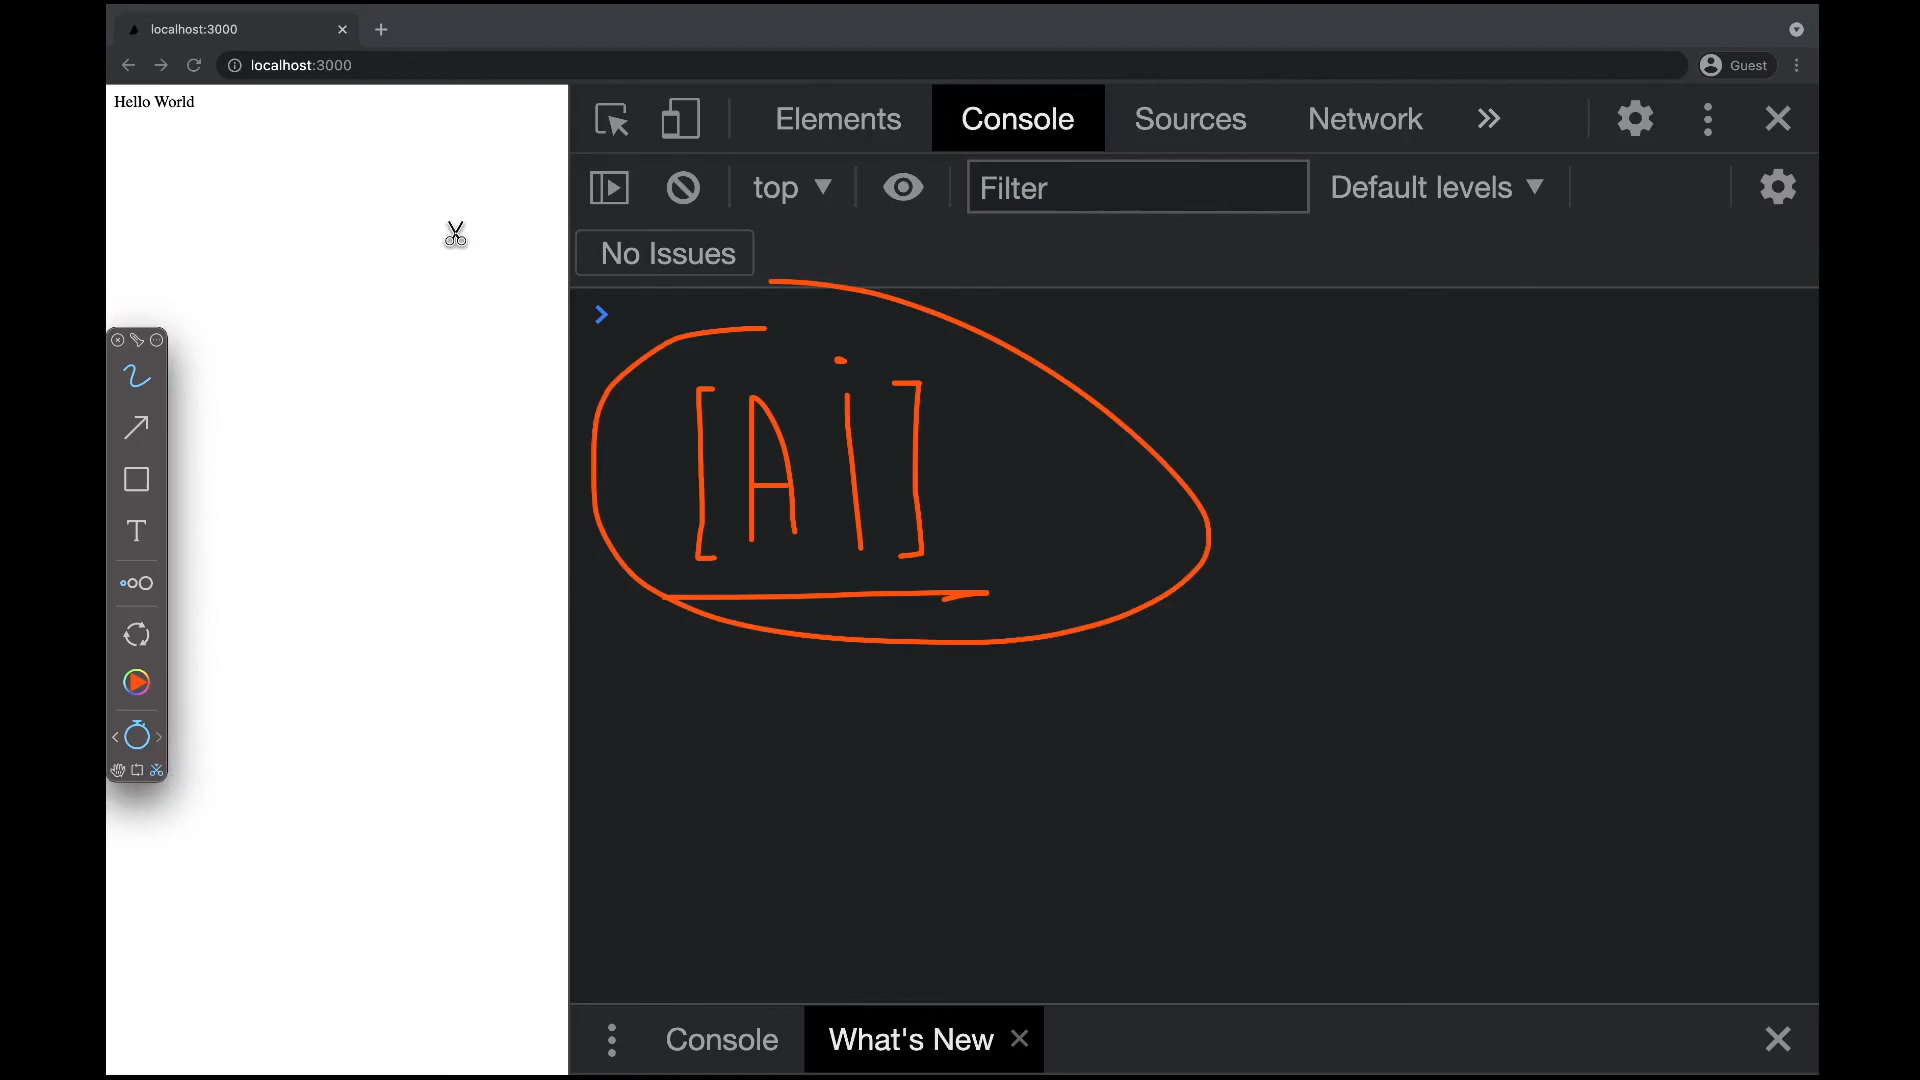 localhost:3000
localhost:3000
Guest
Hello World
Elements Console Sources Network
top Filter Default levels
No Issues
[Ai]
T
Console What's New